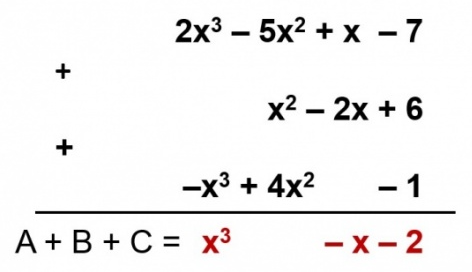 2x³ – 5x² + x – 7
+
x² – 2x + 6
+
–x³ + 4x² – 1
A + B + C = x³ – x – 2